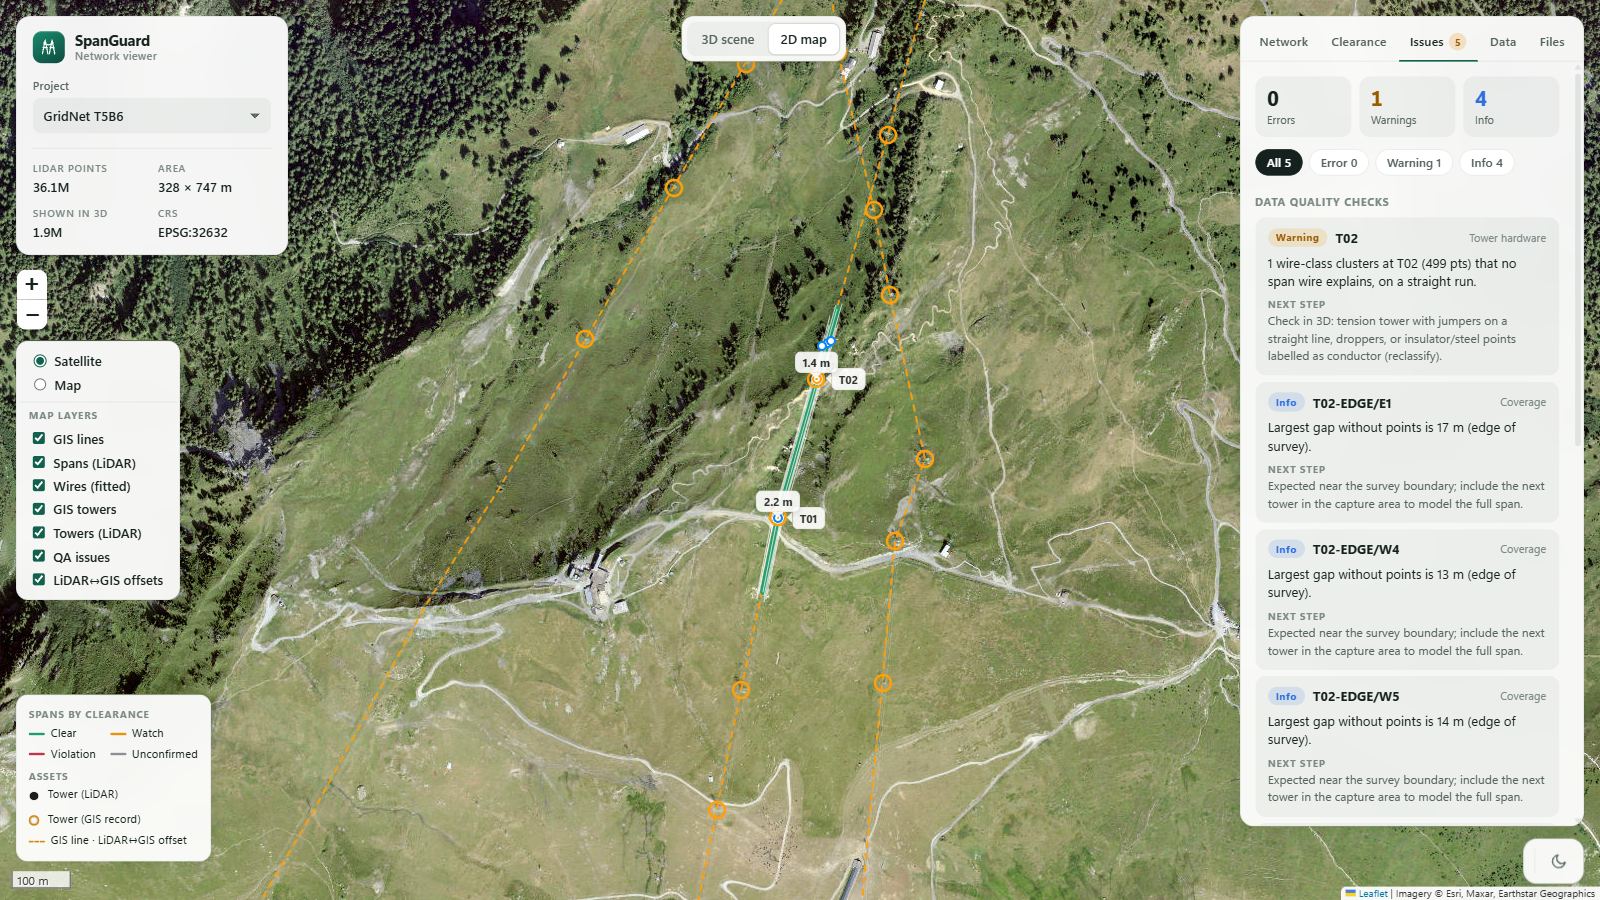 SpanGuard
Network viewer
Project
GridNet T5B6
LIDAR POINTS
AREA
36.1M
328 × 747 m
SHOWN IN 3D
CRS
1.9M
EPSG:32632
+
−
Satellite
Map
MAP LAYERS
GIS lines
Spans (LiDAR)
Wires (fitted)
GIS towers
Towers (LiDAR)
QA issues
LiDAR↔GIS offsets
SPANS BY CLEARANCE
Clear
Watch
Violation
Unconfirmed
ASSETS
Tower (LiDAR)
Tower (GIS record)
GIS line · LiDAR↔GIS offset
100 m
3D scene
2D map
1.4 m
T02
2.2 m
T01
Network
Clearance
Issues 5
Data
Files
0
Errors
1
Warnings
4
Info
All 5
Error 0
Warning 1
Info 4
DATA QUALITY CHECKS
Warning T02 Tower hardware
1 wire-class clusters at T02 (499 pts) that no
span wire explains, on a straight run.
NEXT STEP
Check in 3D: tension tower with jumpers on a
straight line, droppers, or insulator/steel points
labelled as conductor (reclassify).
Info T02-EDGE/E1 Coverage
Largest gap without points is 17 m (edge of
survey).
NEXT STEP
Expected near the survey boundary; include the next
tower in the capture area to model the full span.
Info T02-EDGE/W4 Coverage
Largest gap without points is 13 m (edge of
survey).
NEXT STEP
Expected near the survey boundary; include the next
tower in the capture area to model the full span.
Info T02-EDGE/W5 Coverage
Largest gap without points is 14 m (edge of
survey).
NEXT STEP
Expected near the survey boundary; include the next
tower in the capture area to model the full span.
Leaflet | Imagery © Esri, Maxar, Earthstar Geographics